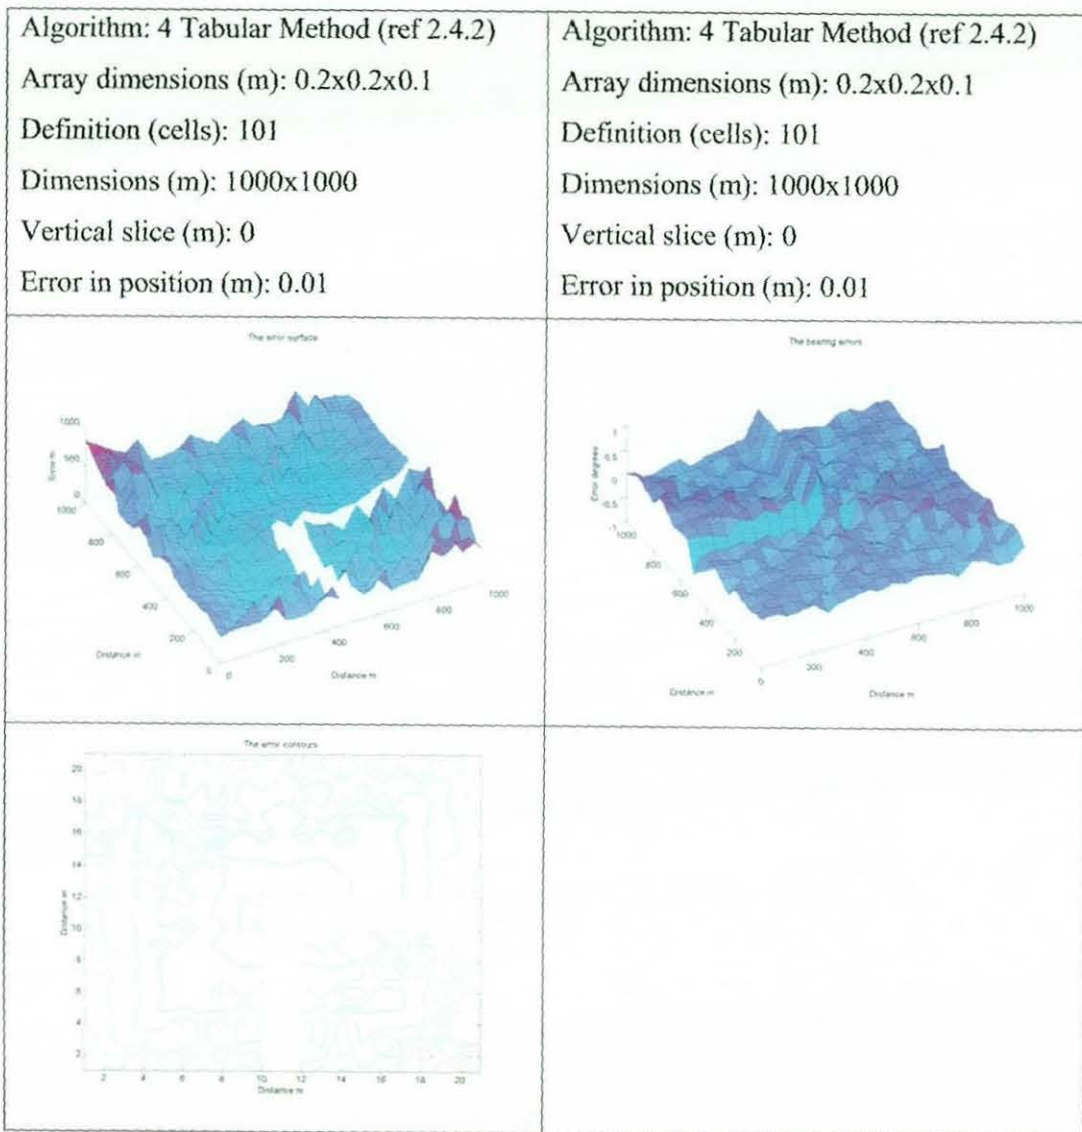 Algorithm: 4 Tabular Method (ref 2.4.2)
Array dimensions (m): 0.2x0.2x0.1
Definition (cells): 101
Dimensions (m): 1000x1000
Vertical slice (m): 0
Error in position (m): 0.01
Algorithm: 4 Tabular Method (ref 2.4.2)
Array dimensions (m): 0.2x0.2x0.1
Definition (cells): 101
Dimensions (m): 1000x1000
Vertical slice (m): 0
Error in position (m): 0.01
The error surface
1000
500
0
Error m
1000
800
600
400
200
0
0
200
400
600
800
1000
Distance m
Distance m
The bearing errors
1
0.5
0
-0.5
-1
Error degrees
1000
800
600
400
200
0
200
400
600
800
1000
Distance m
Distance m
The error contours
20
18
16
14
12
10
8
6
4
2
Distance m
2 4 6 8 10 12 14 16 18 20
Distance m